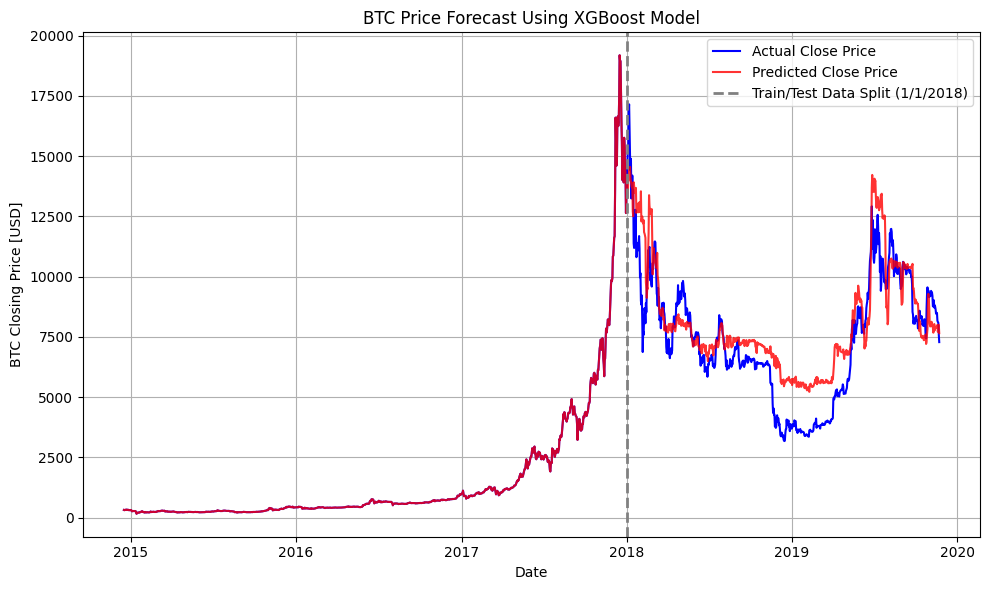 BTC Price Forecast Using XGBoost Model
BTC Closing Price [USD]
20000
17500
15000
12500
10000
7500
5000
2500
0
Actual Close Price
Predicted Close Price
Train/Test Data Split (1/1/2018)
2015
2016
2017
2018
2019
2020
Date